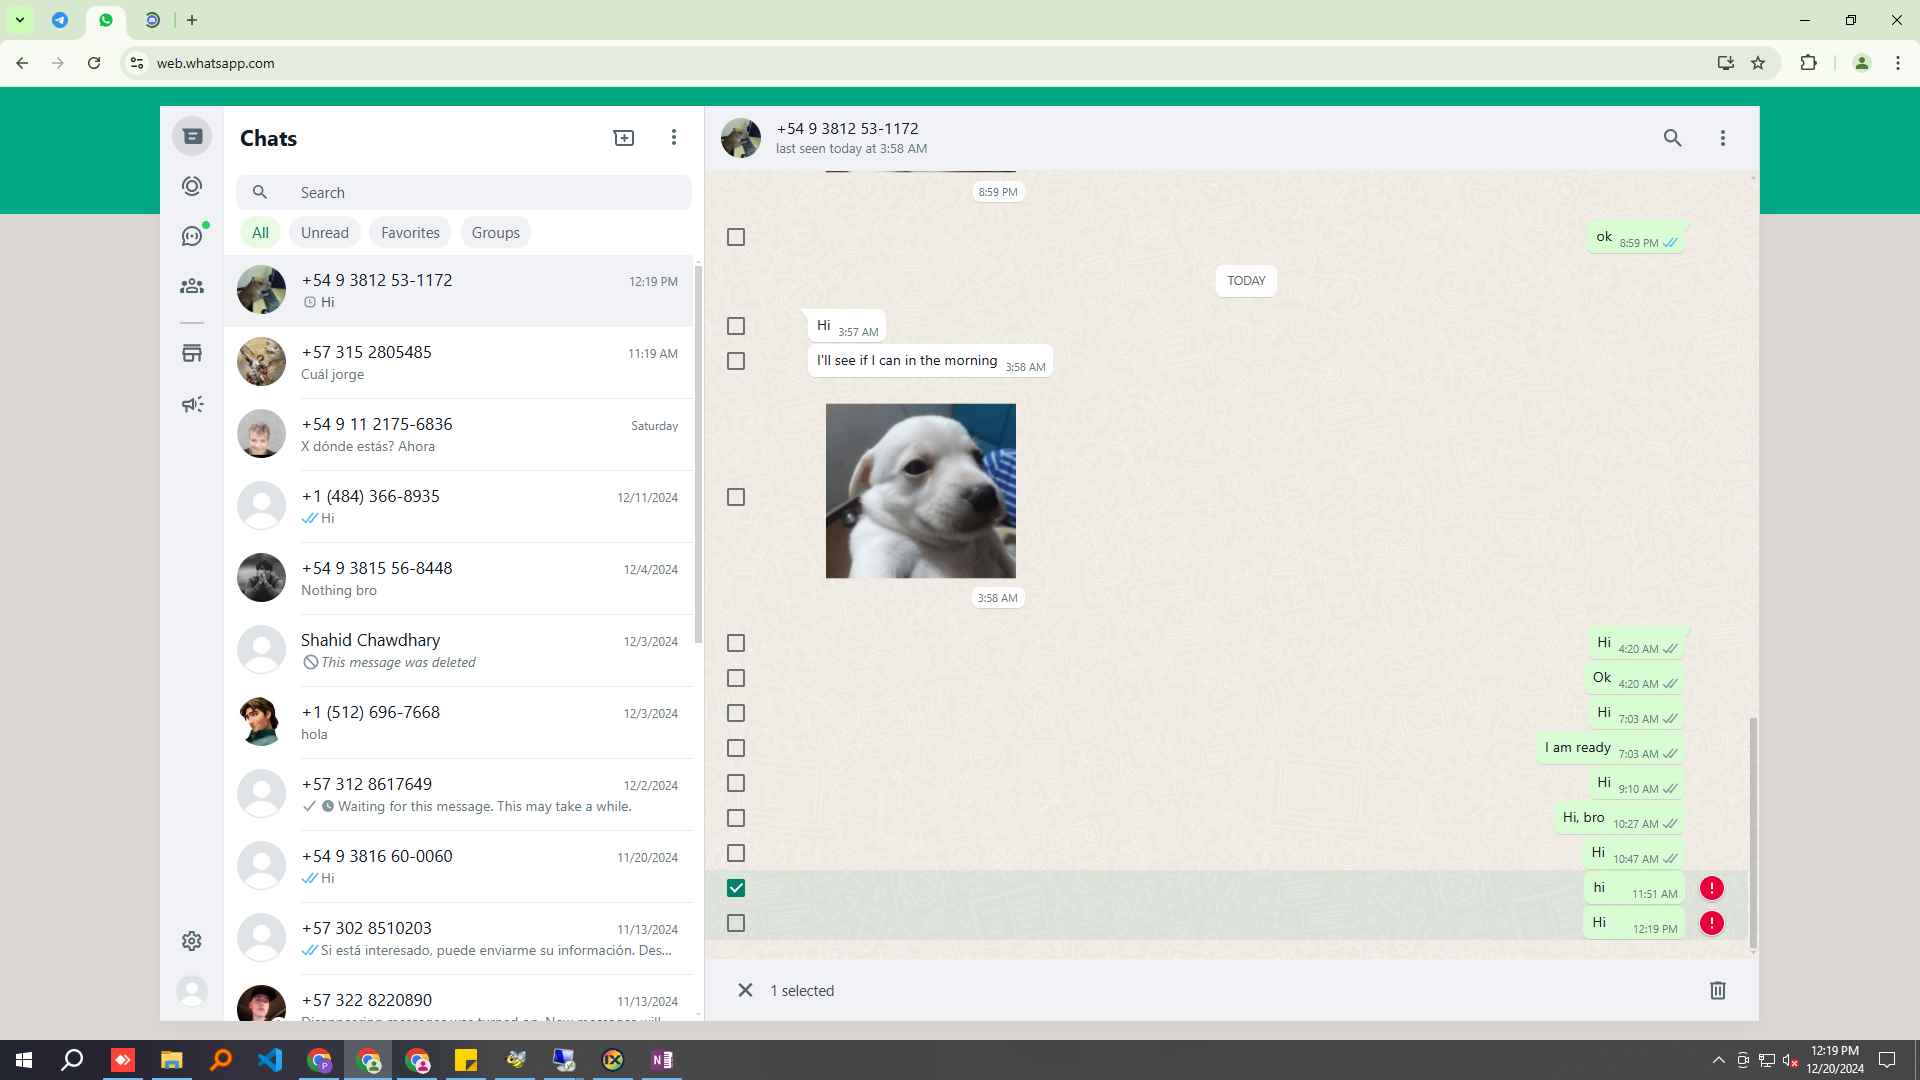 web.whatsapp.com
Chats
Search
All
Unread
Favorites
Groups
+54 9 3812 53-1172
12:19 PM
Hi
+57 315 2805485
11:19 AM
Cuál jorge
+54 9 11 2175-6836
Saturday
X dónde estás? Ahora
+1 (484) 366-8935
12/11/2024
Hi
+54 9 3815 56-8448
12/4/2024
Nothing bro
Shahid Chawdhary
12/3/2024
This message was deleted
+1 (512) 696-7668
12/3/2024
hola
+57 312 8617649
12/2/2024
Waiting for this message. This may take a while.
+54 9 3816 60-0060
11/20/2024
Hi
+57 302 8510203
11/13/2024
Si está interesado, puede enviarme su información. Des...
+57 322 8220890
11/13/2024
+54 9 3812 53-1172
last seen today at 3:58 AM
8:59 PM
ok 8:59 PM
TODAY
Hi 3:57 AM
I'll see if I can in the morning 3:58 AM
3:58 AM
Hi 4:20 AM
Ok 4:20 AM
Hi 7:03 AM
I am ready 7:03 AM
Hi 9:10 AM
Hi, bro 10:27 AM
Hi 10:47 AM
hi 11:51 AM
Hi 12:19 PM
1 selected
12:19 PM
12/20/2024